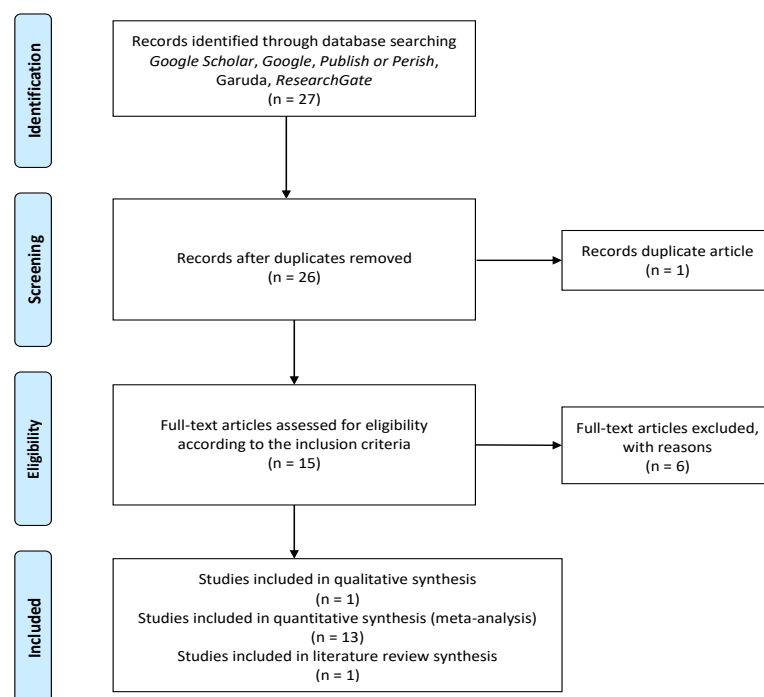 Identification
Records identified through database searching
Google Scholar, Google, Publish or Perish,
Garuda, ResearchGate
(n = 27)
Screening
Records after duplicates removed
(n = 26)
Records duplicate article
(n = 1)
Eligibility
Full-text articles assessed for eligibility
according to the inclusion criteria
(n = 15)
Full-text articles excluded,
with reasons
(n = 6)
Included
Studies included in qualitative synthesis
(n = 1)
Studies included in quantitative synthesis (meta-analysis)
(n = 13)
Studies included in literature review synthesis
(n = 1)